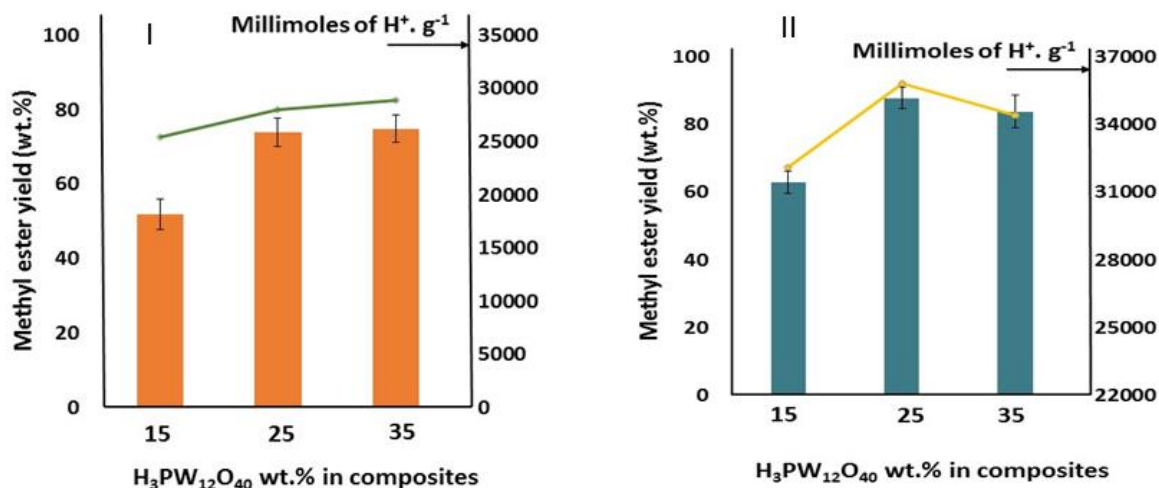 I
Millimoles of H⁺. g⁻¹
Methyl ester yield (wt.%)
100
80
60
40
20
0
35000
30000
25000
20000
15000
10000
5000
0
15 25 35
H₃PW₁₂O₄₀ wt.% in composites
II
Millimoles of H⁺. g⁻¹
Methyl ester yield (wt.%)
100
80
60
40
20
0
37000
34000
31000
28000
25000
22000
15 25 35
H₃PW₁₂O₄₀ wt.% in composites